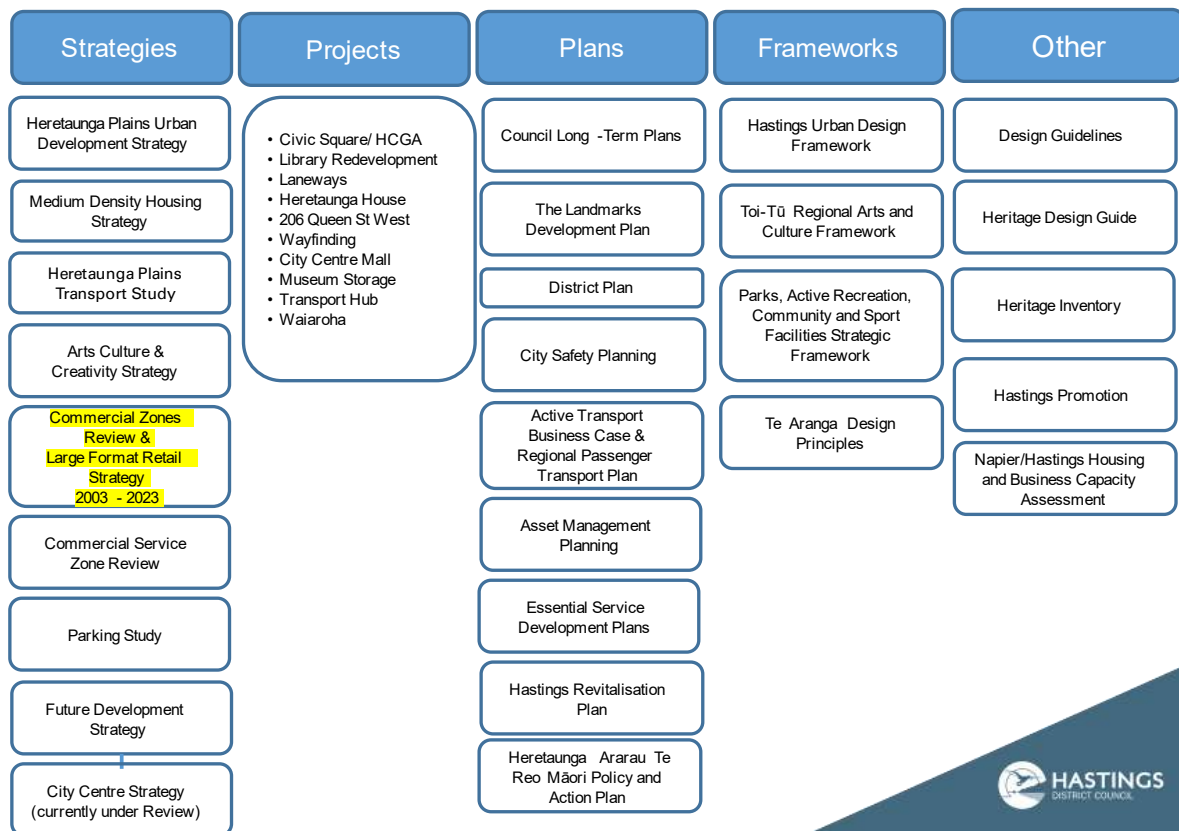 Strategies
Heretaunga Plains Urban
Development Strategy
Medium Density Housing
Strategy
Heretaunga Plains
Transport Study
Arts Culture &
Creativity Strategy
Commercial Zones
Review &
Large Format Retail
Strategy
2003 - 2023
Commercial Service
Zone Review
Parking Study
Future Development
Strategy
City Centre Strategy
(currently under Review)
Projects
• Civic Square/ HCGA
• Library Redevelopment
• Laneways
• Heretaunga House
• 206 Queen St West
• Wayfinding
• City Centre Mall
• Museum Storage
• Transport Hub
• Waiaroha
Plans
Council Long -Term Plans
The Landmarks
Development Plan
District Plan
City Safety Planning
Active Transport
Business Case &
Regional Passenger
Transport Plan
Asset Management
Planning
Essential Service
Development Plans
Hastings Revitalisation
Plan
Heretaunga Ararau Te
Reo Māori Policy and
Action Plan
Frameworks
Hastings Urban Design
Framework
Toi-Tū Regional Arts and
Culture Framework
Parks, Active Recreation,
Community and Sport
Facilities Strategic
Framework
Te Aranga Design
Principles
Other
Design Guidelines
Heritage Design Guide
Heritage Inventory
Hastings Promotion
Napier/Hastings Housing
and Business Capacity
Assessment
HASTINGS
DISTRICT COUNCIL